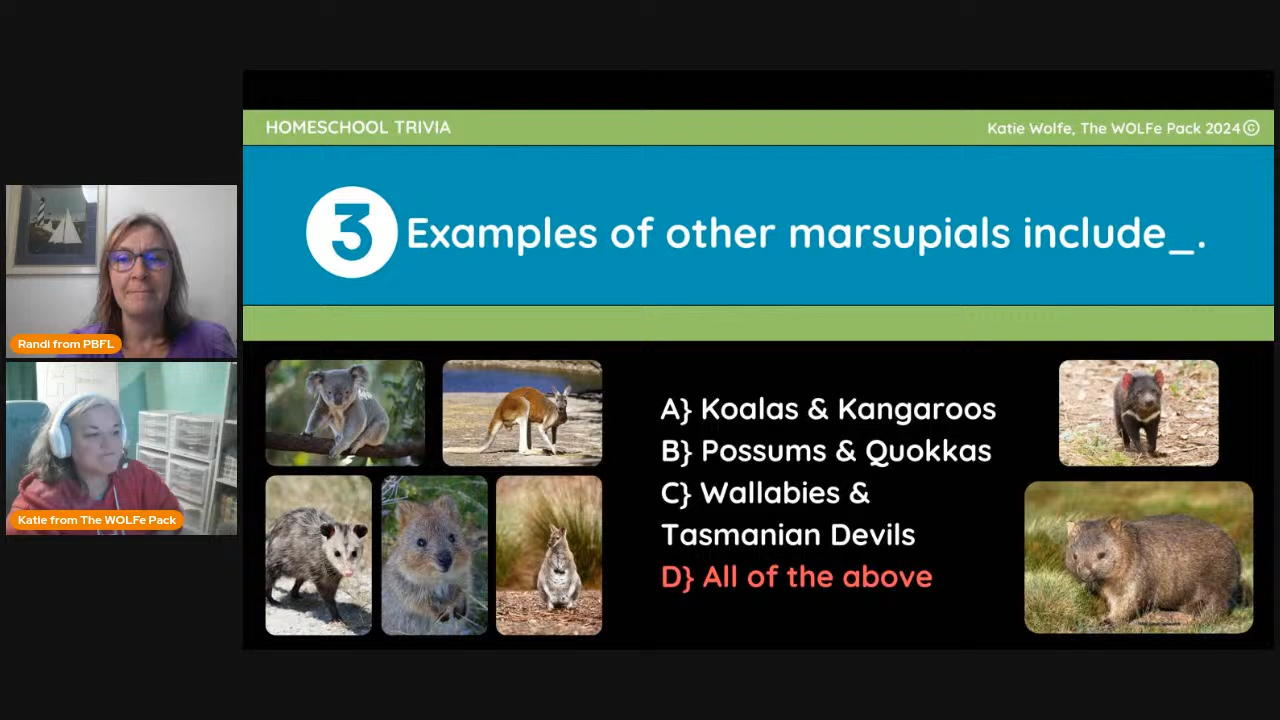 HOMESCHOOL TRIVIA
Katie Wolfe, The WOLFe Pack 2024©
3 Examples of other marsupials include_.
Randi from PBFL
Katie from The WOLFe Pack
A} Koalas & Kangaroos
B} Possums & Quokkas
C} Wallabies &
Tasmanian Devils
D} All of the above